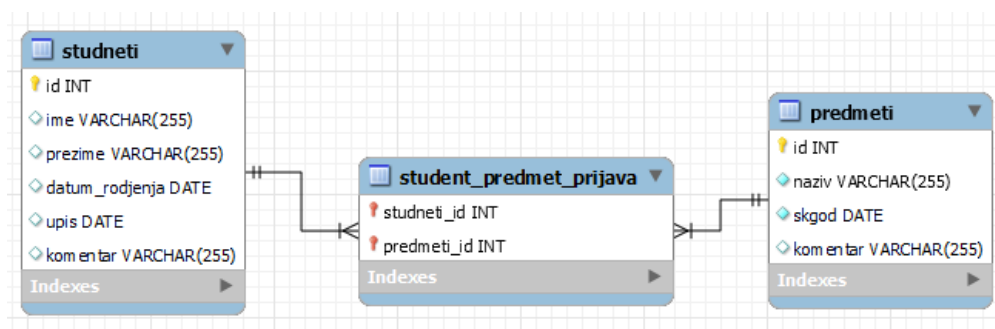 studneti
id INT
ime VARCHAR(255)
prezime VARCHAR(255)
datum_rodjenja DATE
upis DATE
komentar VARCHAR(255)
Indexes
student_predmet_prijava
studneti_id INT
predmeti_id INT
Indexes
predmeti
id INT
naziv VARCHAR(255)
skgod DATE
komentar VARCHAR(255)
Indexes